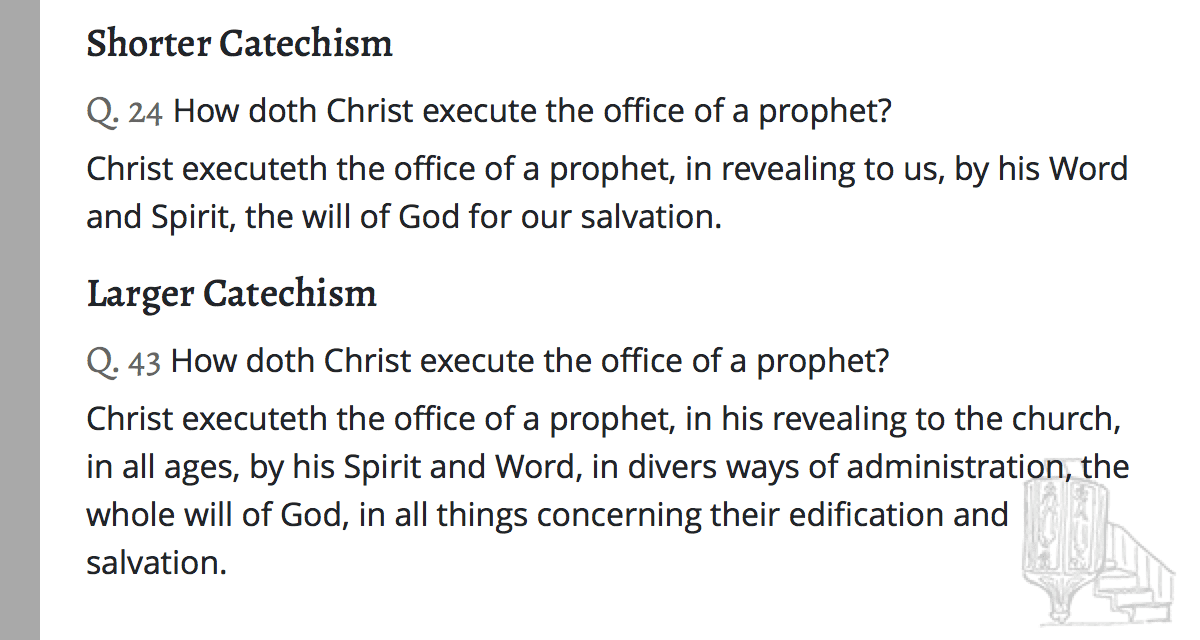 Shorter Catechism
Q. 24 How doth Christ execute the office of a prophet?
Christ executeth the office of a prophet, in revealing to us, by his Word
and Spirit, the will of God for our salvation.
Larger Catechism
Q. 43 How doth Christ execute the office of a prophet?
Christ executeth the office of a prophet, in his revealing to the church,
in all ages, by his Spirit and Word, in divers ways of administration, the
whole will of God, in all things concerning their edification and
salvation.